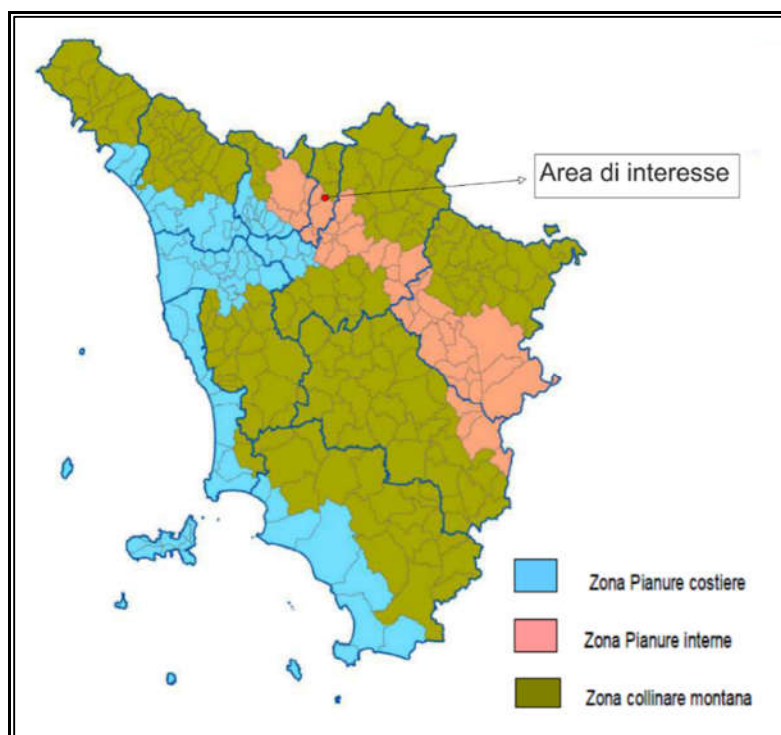 Area di interesse
Zona Pianure costiere
Zona Pianure interne
Zona collinare montana